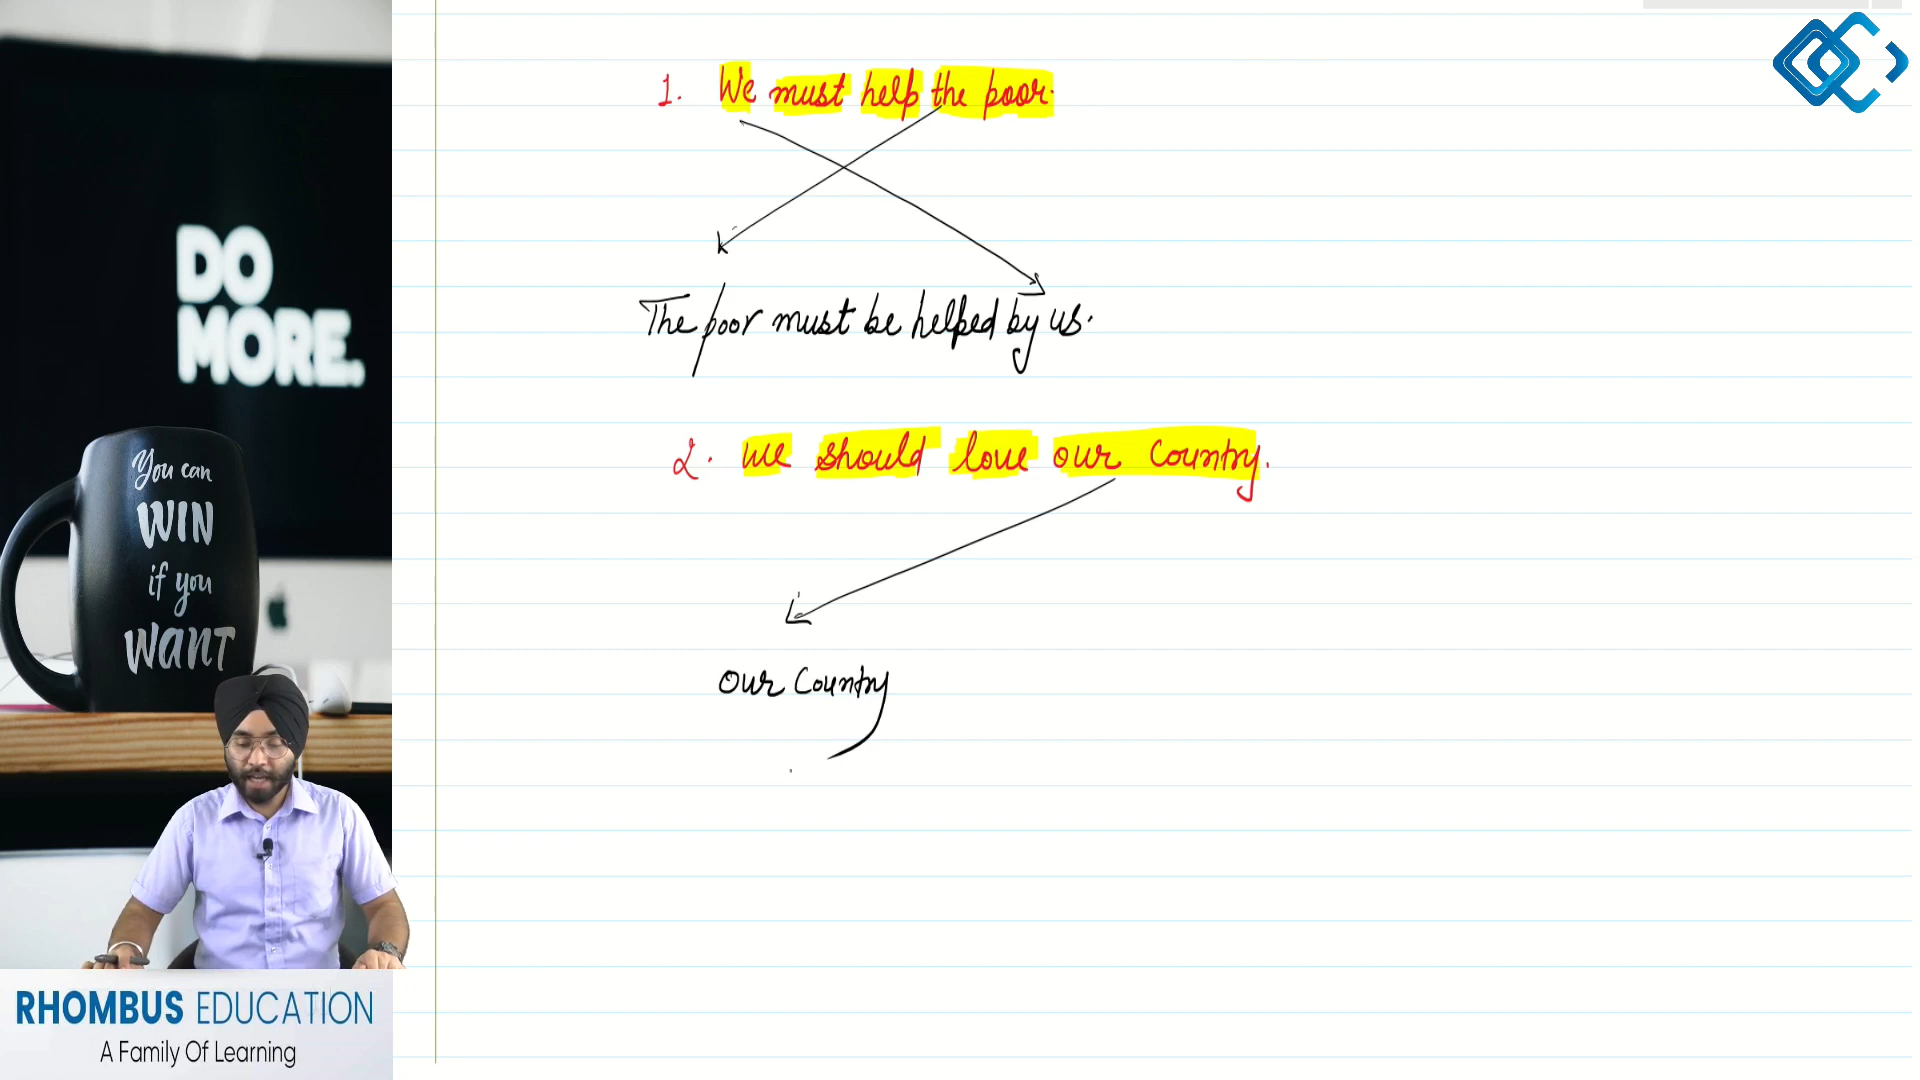 1. We must help the poor.
The poor must be helped by us.
2. We should love our Country.
Our Country
DO
MORE.
You can
WIN
if you
WANT
RHOMBUS EDUCATION
A Family Of Learning